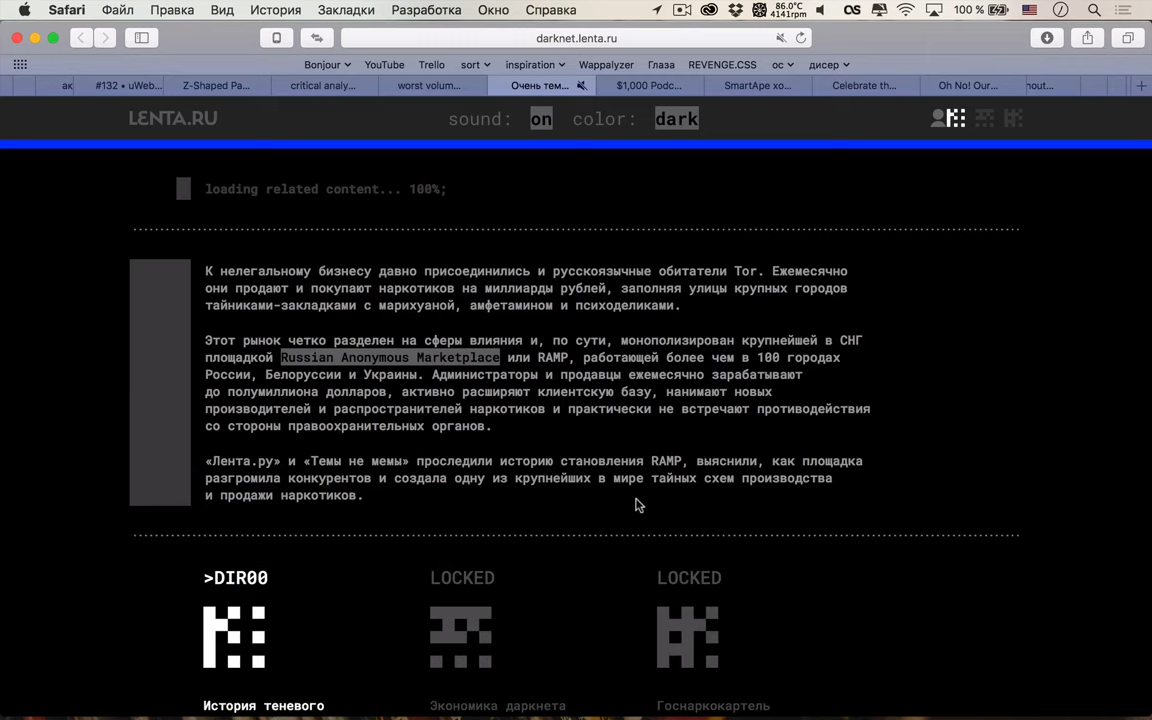 Safari Файл Правка Вид История Закладки Разработка Окно Справка 86.0°C 4141rpm 100 %
darknet.lenta.ru
Bonjour YouTube Trello sort inspiration Wappalyzer Глаза REVENGE.CSS ос дисер
ак #132 • uWeb... Z-Shaped Pa... critical analy... worst volum... Очень тем... $1,000 Podc... SmartApe хо... Celebrate th... Oh No! Our... hout...
LENTA.RU sound: on color: dark
loading related content... 100%;
К нелегальному бизнесу давно присоединились и русскоязычные обитатели Tor. Ежемесячно
они продают и покупают наркотиков на миллиарды рублей, заполняя улицы крупных городов
тайниками-закладками с марихуаной, амфетамином и психоделиками.
Этот рынок четко разделен на сферы влияния и, по сути, монополизирован крупнейшей в СНГ
площадкой Russian Anonymous Marketplace или RAMP, работающей более чем в 100 городах
России, Белоруссии и Украины. Администраторы и продавцы ежемесячно зарабатывают
до полумиллиона долларов, активно расширяют клиентскую базу, нанимают новых
производителей и распространителей наркотиков и практически не встречают противодействия
со стороны правоохранительных органов.
«Лента.ру» и «Темы не мемы» проследили историю становления RAMP, выяснили, как площадка
разгромила конкурентов и создала одну из крупнейших в мире тайных схем производства
и продажи наркотиков.
>DIR00 LOCKED LOCKED
История теневого Экономика даркнета Госнаркокартель